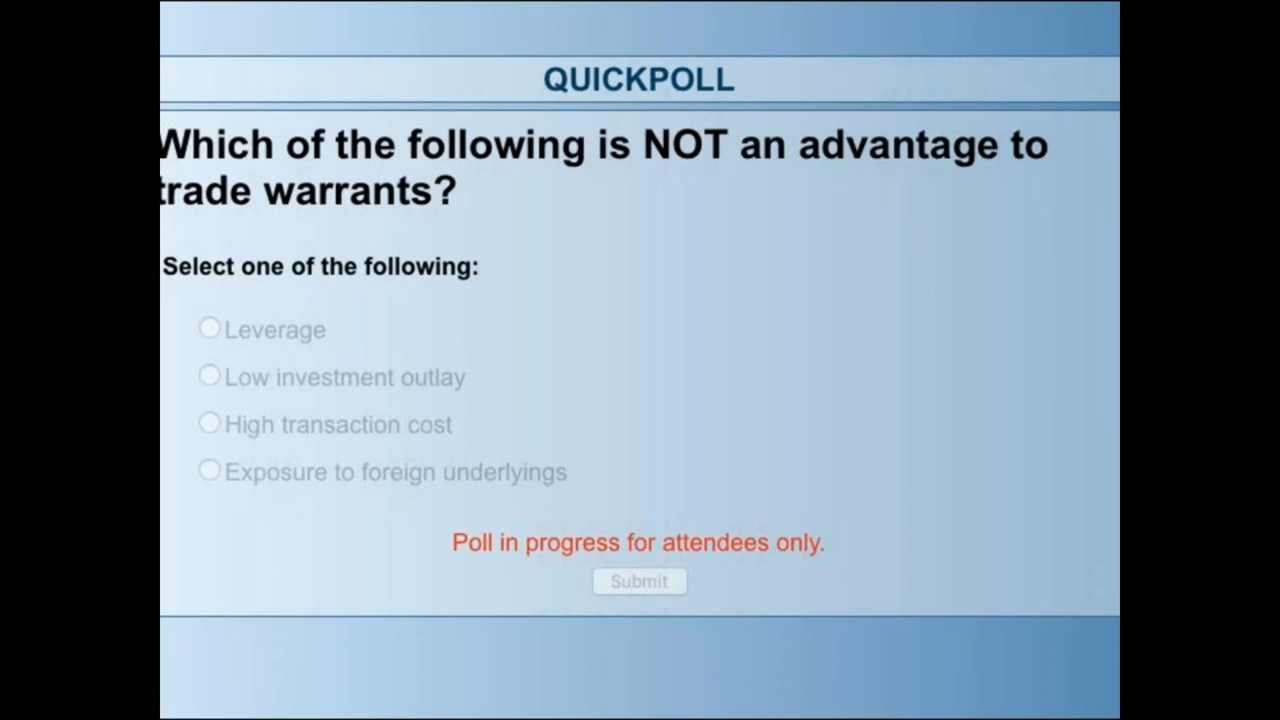 QUICKPOLL
Which of the following is NOT an advantage to
trade warrants?
Select one of the following:
Leverage
Low investment outlay
High transaction cost
Exposure to foreign underlyings
Poll in progress for attendees only.
Submit